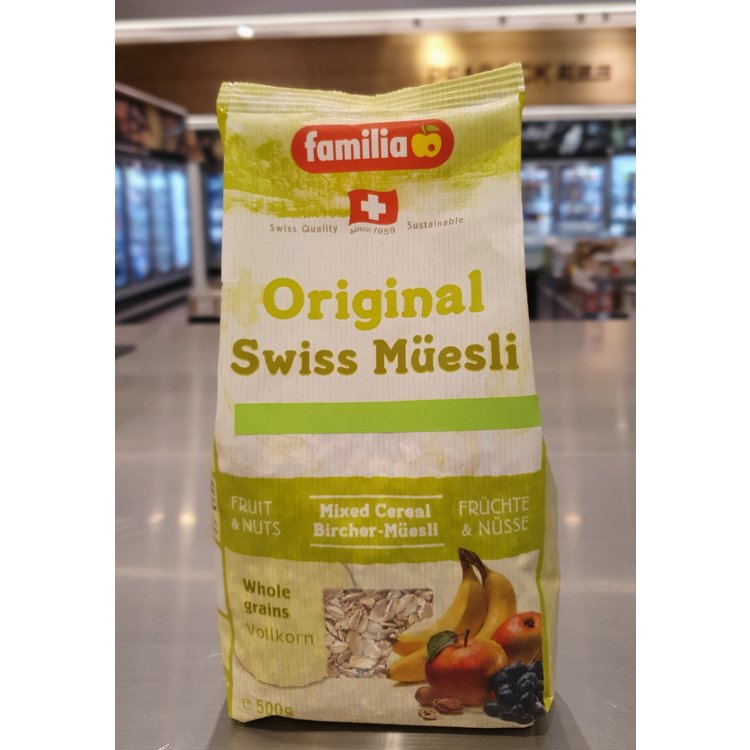 familia
Swiss Quality since 1959 Sustainable
Original
Swiss Müesli
FRUIT
& NUTS
Mixed Cereal
Bircher-Müesli
FRÜCHTE
& NÜSSE
Whole
grains
Vollkorn
℮ 500g